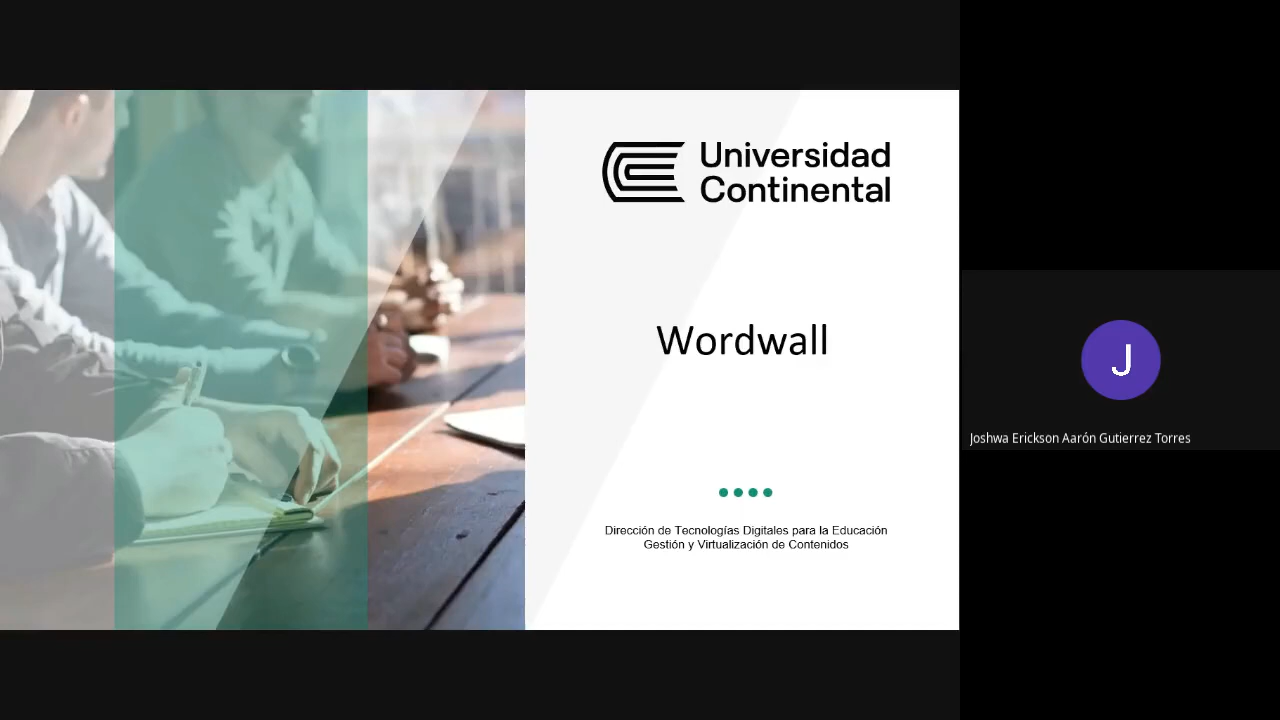 Universidad
Continental
Wordwall
Dirección de Tecnologías Digitales para la Educación
Gestión y Virtualización de Contenidos
J
Joshwa Erickson Aarón Gutierrez Torres